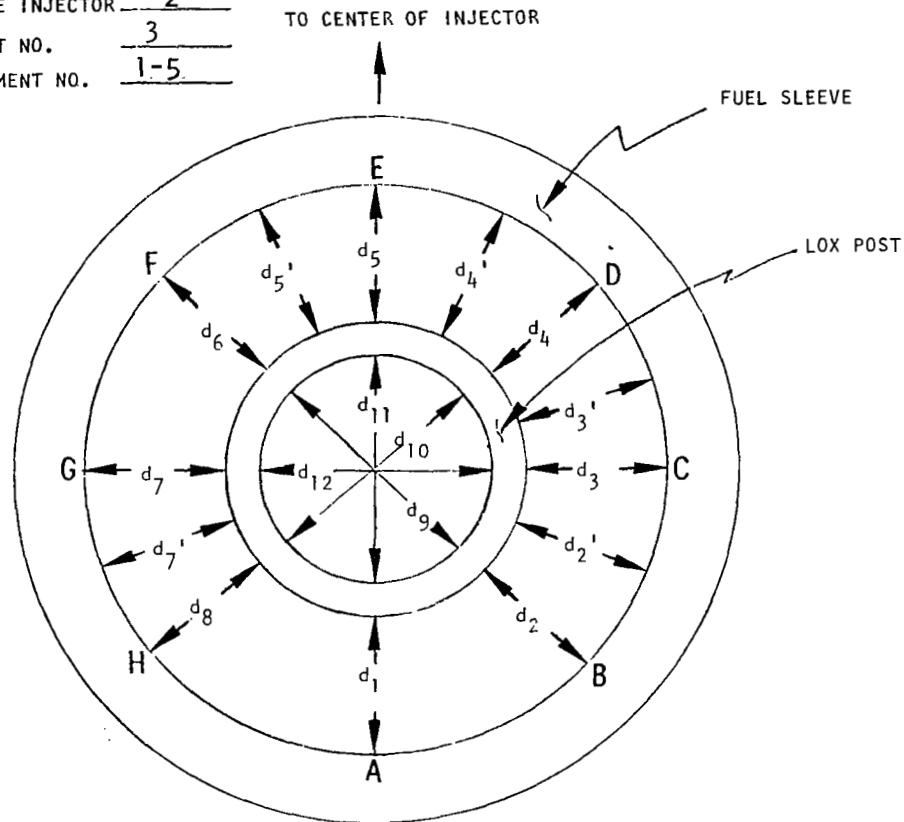 E INJECTOR 2
TO CENTER OF INJECTOR
T NO. 3
MENT NO. 1-5
FUEL SLEEVE
E
LOX POST
F
d5'
d5
d4'
D
d6
d4
d11
d3'
d10
G
d7
d12
d3
C
d9
d7'
d2'
d8
d2
H
d1
B
A